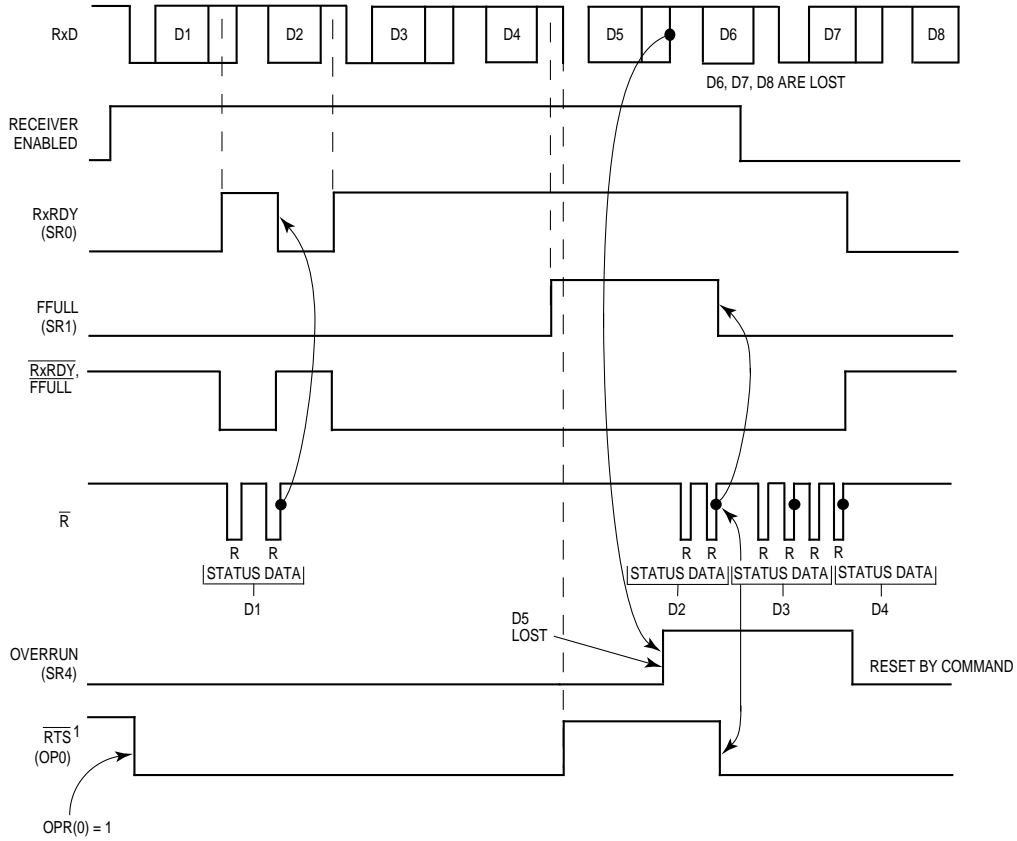 RxD
D1
D2
D3
D4
D5
D6
D7
D8
D6, D7, D8 ARE LOST
RECEIVER
ENABLED
RxRDY
(SR0)
FFULL
(SR1)
RxRDY,
FFULL
R
R R
STATUS DATA
D1
R R R R R R
STATUS DATA STATUS DATA STATUS DATA
D2 D3 D4
D5
LOST
OVERRUN
(SR4)
RESET BY COMMAND
RTS1
(OP0)
OPR(0) = 1